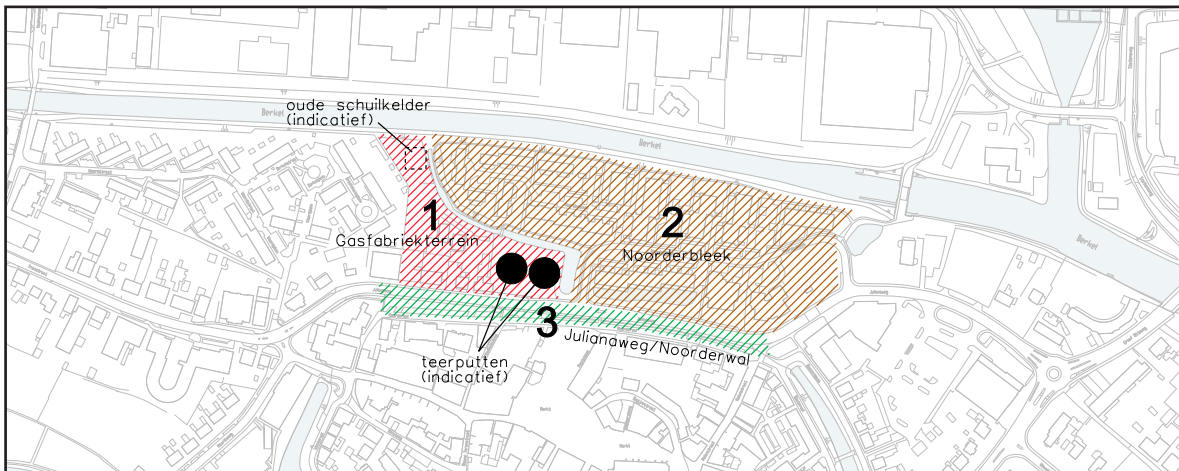 Berkel
oude schuilkelder
(indicatief)
Berkel
1
Gasfabriekterrein
2
Noorderbleek
Berkel
3
Julianaweg/Noorderwal
teerputten
(indicatief)